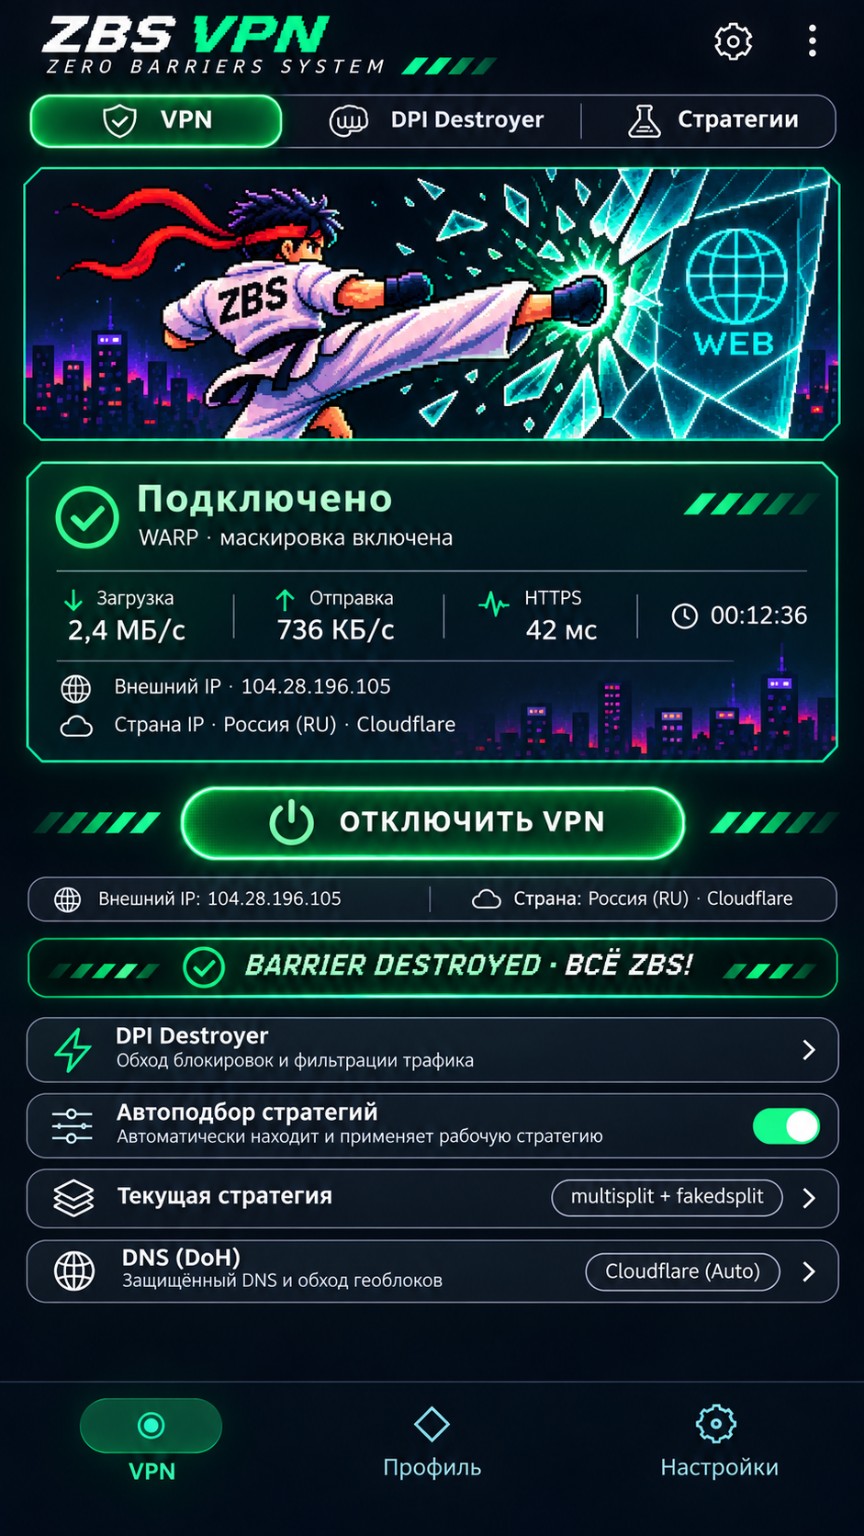 ZBS VPN
ZERO BARRIERS SYSTEM
VPN
DPI Destroyer
Стратегии
ZBS
WEB
Подключено
WARP · маскировка включена
Загрузка
2,4 МБ/с
Отправка
736 КБ/с
HTTPS
42 мс
00:12:36
Внешний IP · 104.28.196.105
Страна IP · Россия (RU) · Cloudflare
ОТКЛЮЧИТЬ VPN
Внешний IP: 104.28.196.105
Страна: Россия (RU) · Cloudflare
BARRIER DESTROYED · ВСЁ ZBS!
DPI Destroyer
Обход блокировок и фильтрации трафика
Автоподбор стратегий
Автоматически находит и применяет рабочую стратегию
Текущая стратегия
multisplit + fakedsplit
DNS (DoH)
Защищённый DNS и обход геоблоков
Cloudflare (Auto)
VPN
Профиль
Настройки